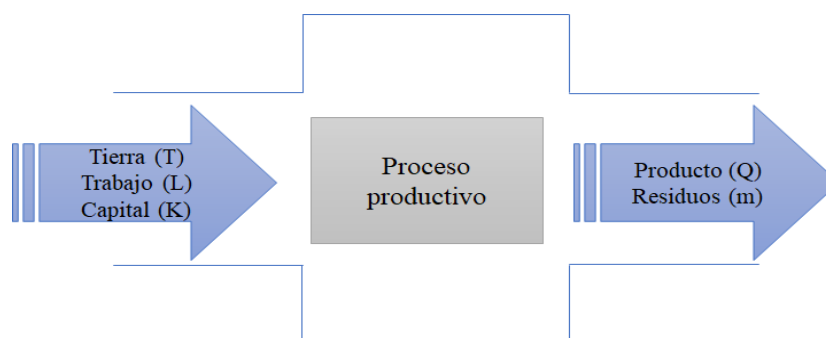 Tierra (T)
Trabajo (L)
Capital (K)
Proceso
productivo
Producto (Q)
Residuos (m)